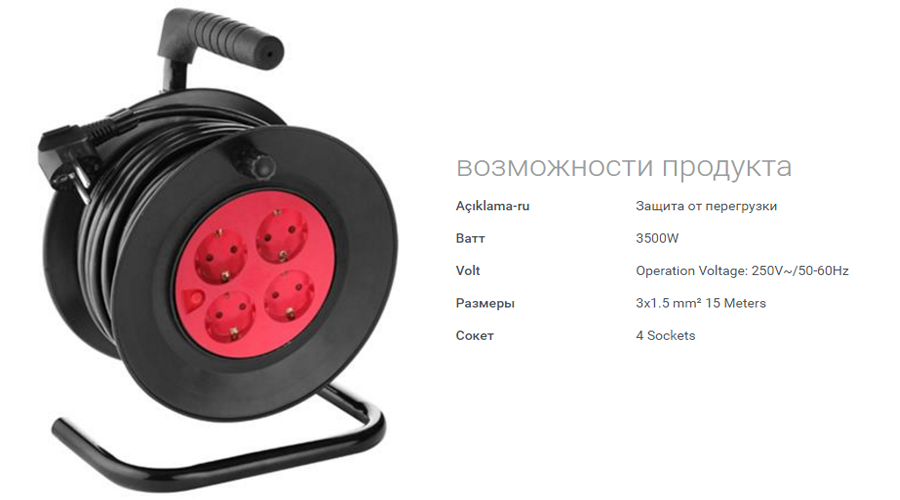 возможности продукта
Açıklama-ru Защита от перегрузки
Ватт 3500W
Volt Operation Voltage: 250V~/50-60Hz
Размеры 3x1.5 mm² 15 Meters
Сокет 4 Sockets